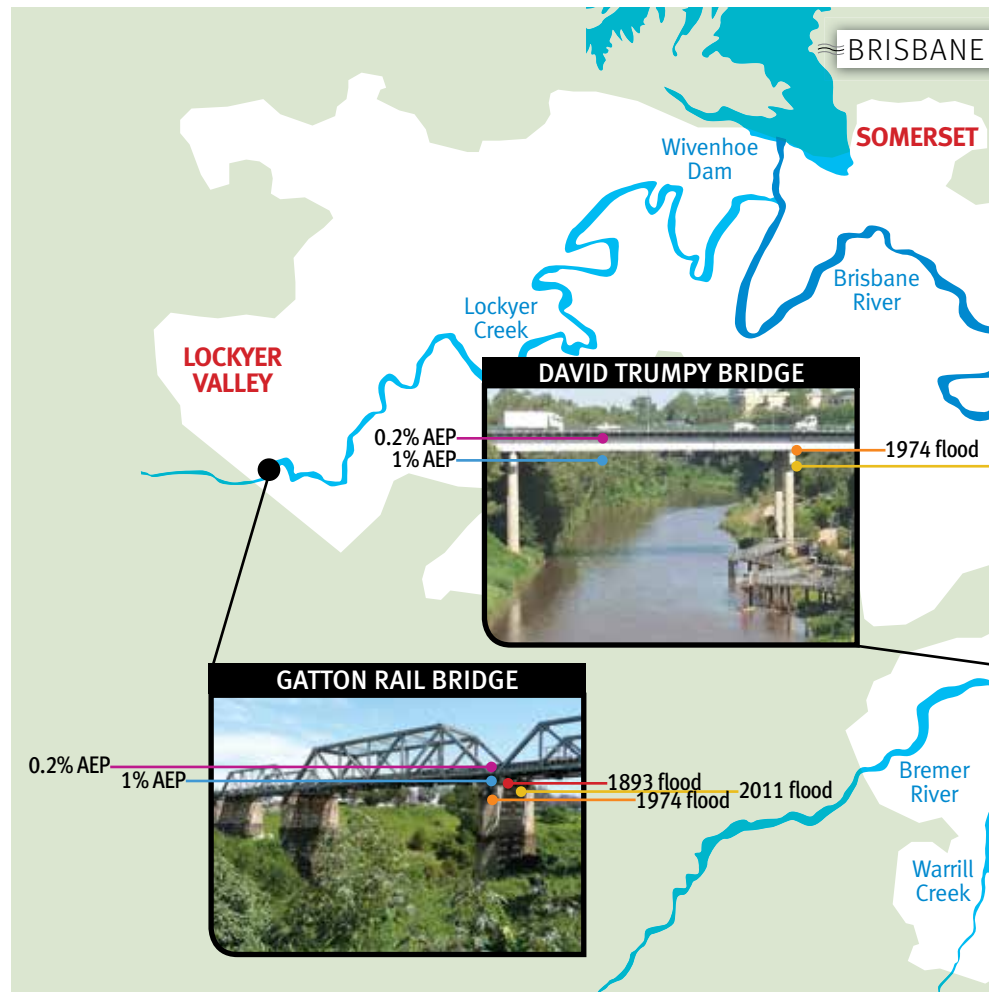 BRISBANE
SOMERSET
Wivenhoe
Dam
Brisbane
River
Lockyer
Creek
LOCKYER
VALLEY
DAVID TRUMPY BRIDGE
0.2% AEP
1% AEP
1974 flood
GATTON RAIL BRIDGE
0.2% AEP
1% AEP
1893 flood
2011 flood
1974 flood
Bremer
River
Warrill
Creek